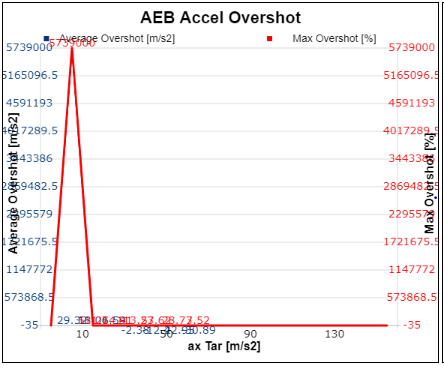 AEB Accel Overshot
Average Overshot [m/s2] Max Overshot [%]
5739000 5739000 5739000
5165096.5 5165096.5
4591193 4591193
4017289.5 4017289.5
3443386 3443386
2869482.5 2869482.5
2295579 2295579
1721675.5 1721675.5
1147772 1147772
573868.5 573868.5
-35 -35
10 50 90 130
ax Tar [m/s2]
Average Overshot [m/s2]
Max Overshot [%]